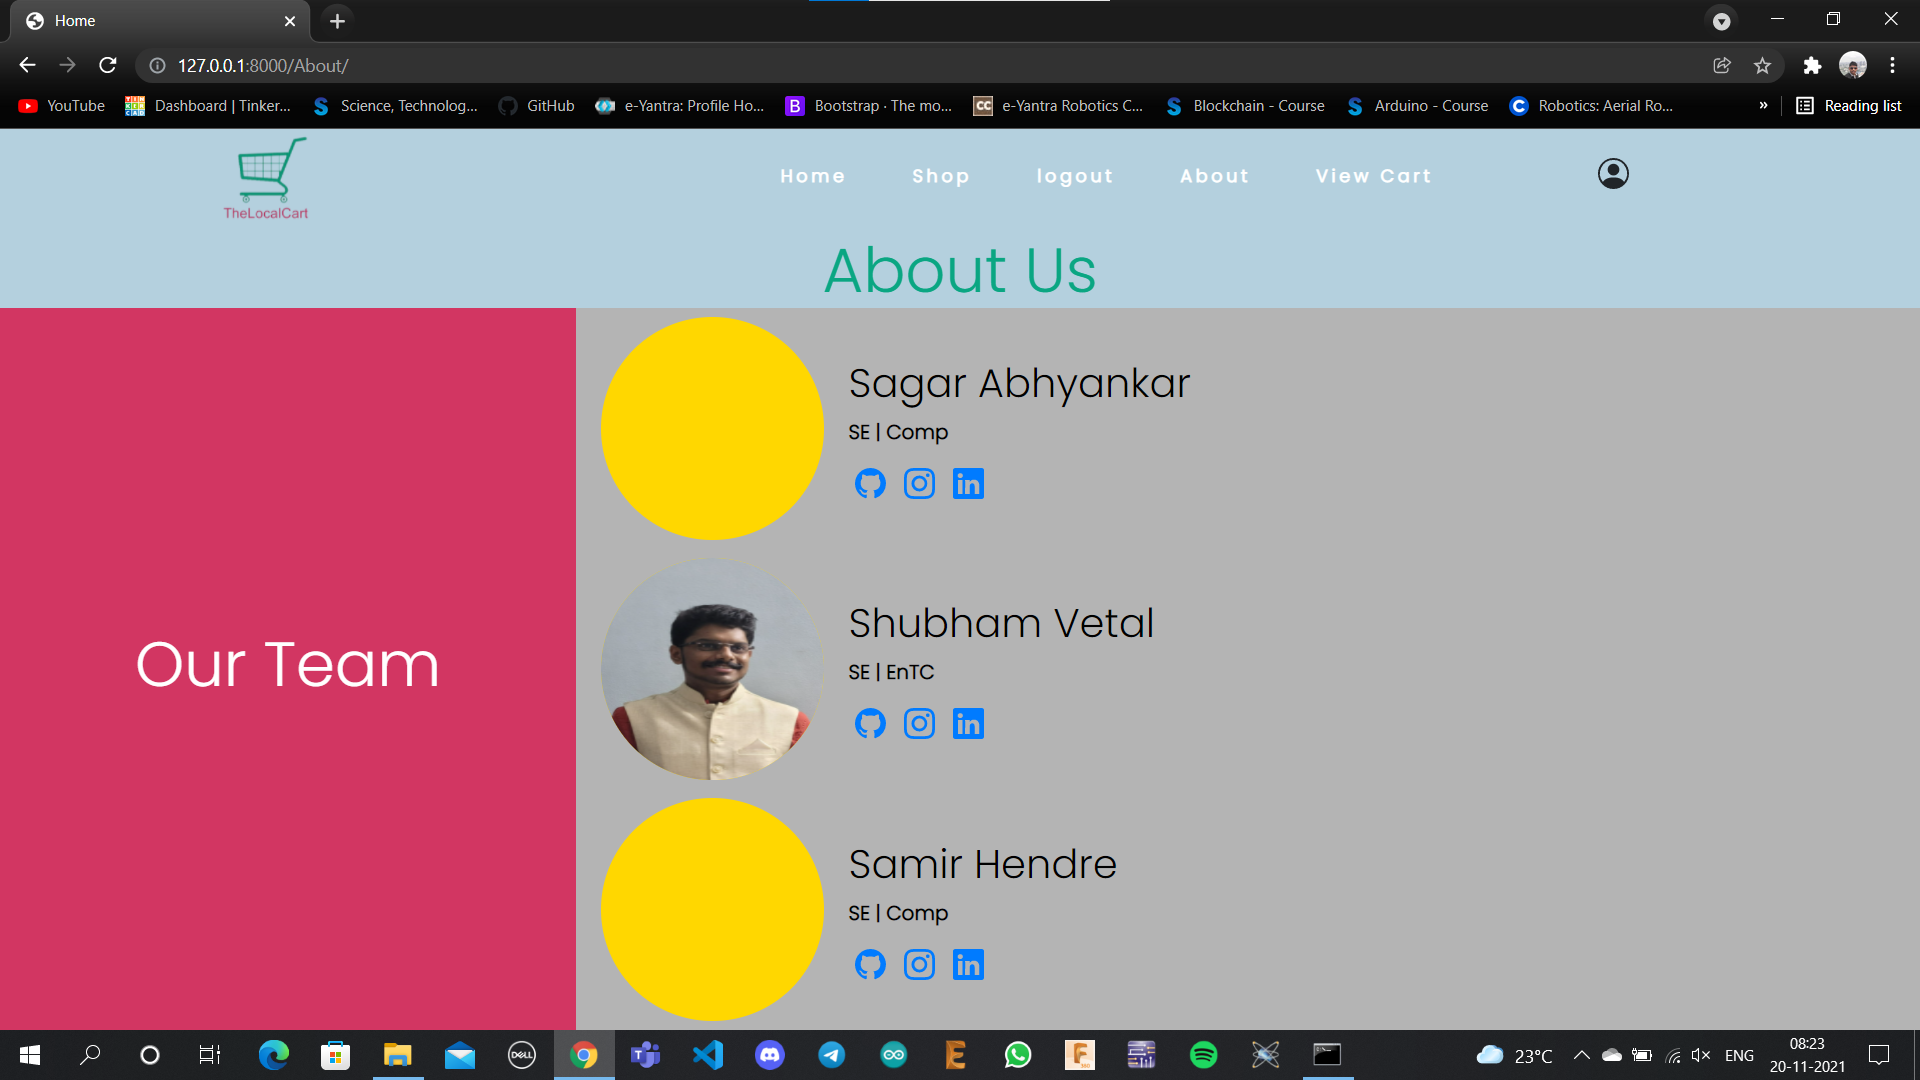 Home
127.0.0.1:8000/About/
YouTube
Dashboard | Tinker...
Science, Technolog...
GitHub
e-Yantra: Profile Ho...
Bootstrap · The mo...
e-Yantra Robotics C...
Blockchain - Course
Arduino - Course
Robotics: Aerial Ro...
»
Reading list
TheLocalCart
Home
Shop
logout
About
View Cart
About Us
Our Team
Sagar Abhyankar
SE | Comp
Shubham Vetal
SE | EnTC
Samir Hendre
SE | Comp
23°C
ENG
08:23
20-11-2021